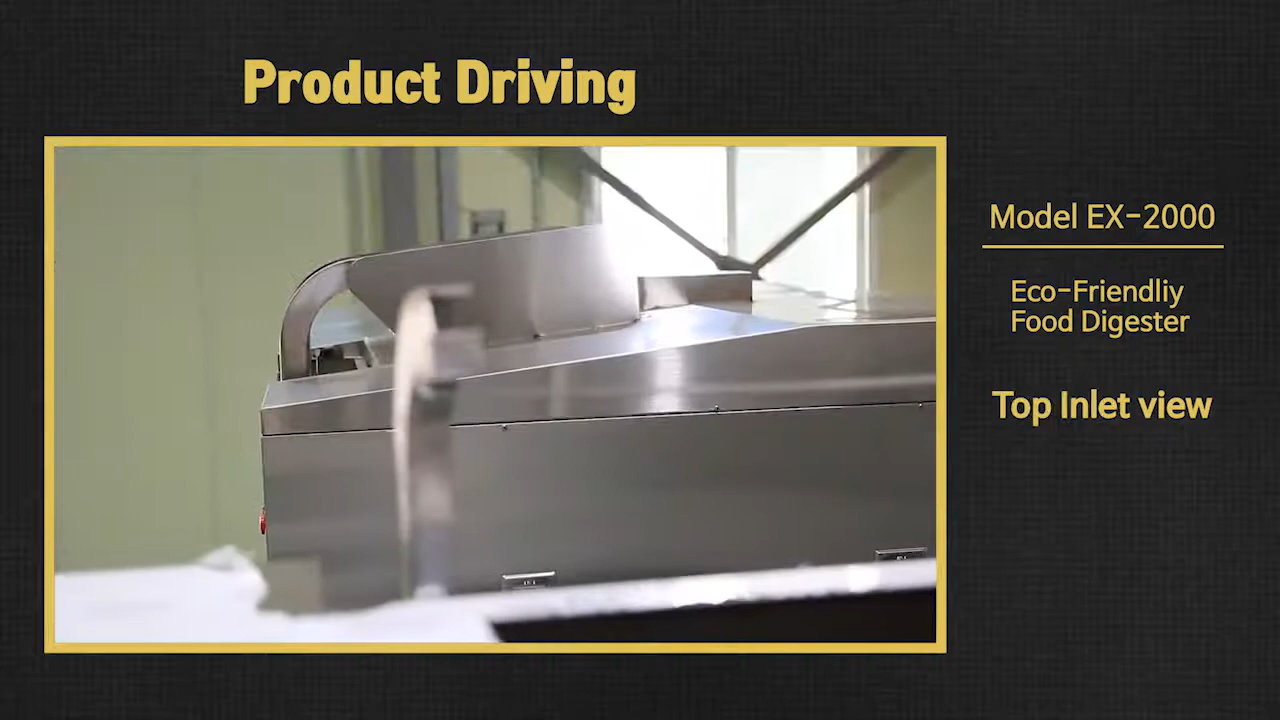 Product Driving
Model EX-2000
Eco-Friendliy
Food Digester
Top Inlet view